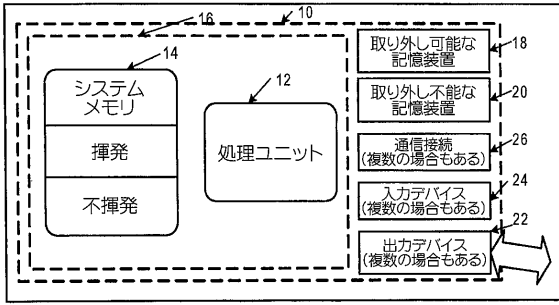 16
10
14
システム
メモリ
揮発
不揮発
12
処理ユニット
取り外し可能な
記憶装置
18
取り外し不能な
記憶装置
20
通信接続
(複数の場合もある)
26
入力デバイス
(複数の場合もある)
24
22
出力デバイス
(複数の場合もある)